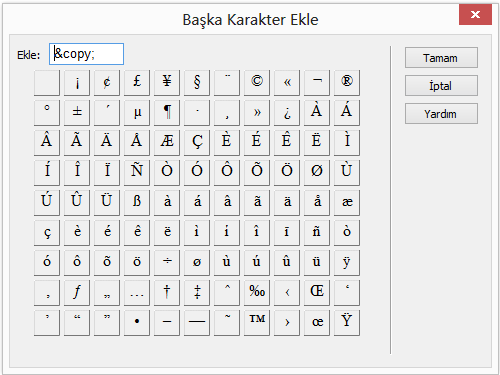 Başka Karakter Ekle
Ekle: &copy;
Tamam
İptal
Yardım
¡ ¢ £ ¥ § ¨ © « ¬ ®
° ± ´ µ ¶ · ¸ » ¿ À Á
Â Ã Ä Å Æ Ç È É Ê Ë Ì
Í Î Ï Ñ Ò Ó Ô Õ Ö Ø Ù
Ú Û Ü ß à á â ã ä å æ
ç è é ê ë ì í î ï ñ ò
ó ô õ ö ÷ ø ù ú û ü ÿ
‚ ƒ „ … † ‡ ˆ ‰ ‹ Œ ‘
’ “ ” • – — ˜ ™ › œ Ÿ